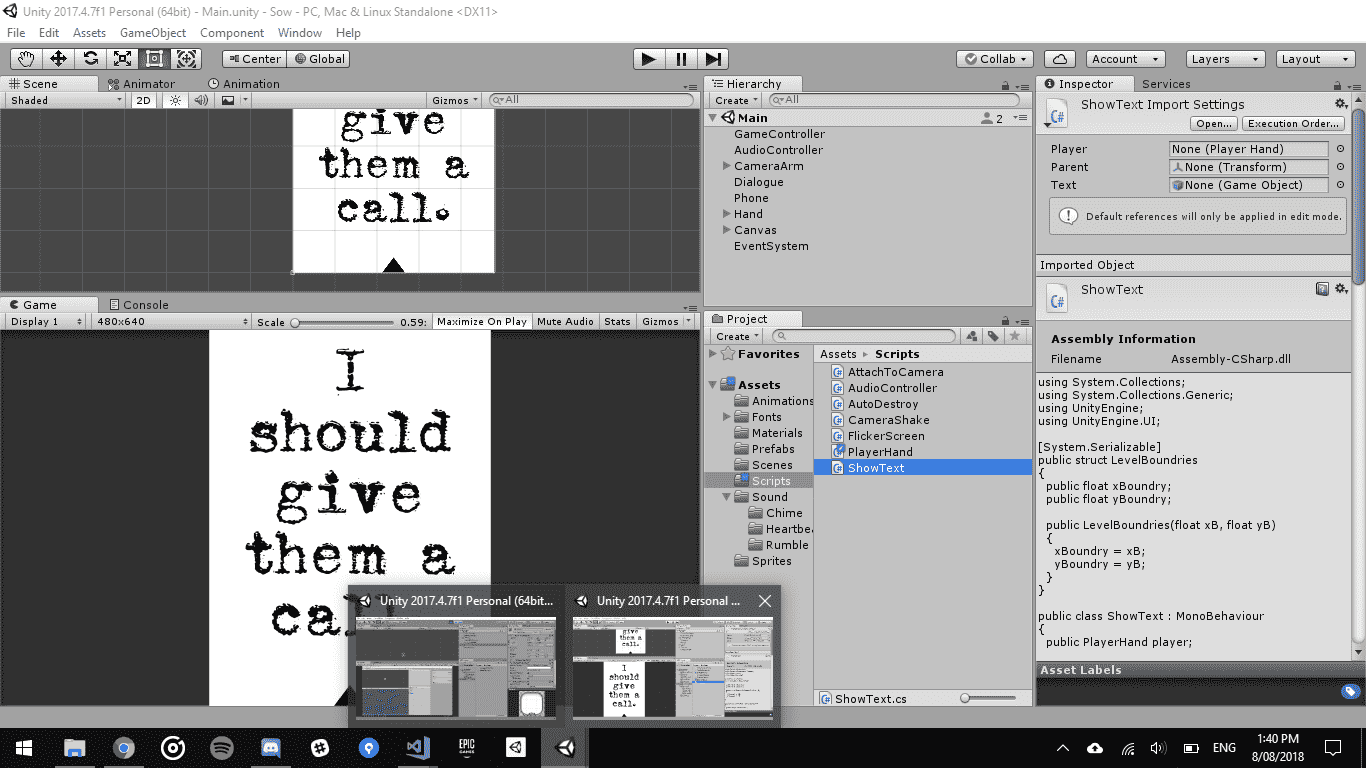 Unity 2017.4.7f1 Personal (64bit) - Main.unity - Sow - PC, Mac & Linux Standalone <DX11>
File Edit Assets GameObject Component Window Help
Center Global Collab Account Layers Layout
Scene Animator Animation
Shaded 2D Gizmos All
give
them a
call.
Game Console
Display 1 480x640 Scale 0.59: Maximize On Play Mute Audio Stats Gizmos
I
should
give
them a
Hierarchy
Create All
Main 2
GameController
AudioController
CameraArm
Dialogue
Phone
Hand
Canvas
EventSystem
Project
Create
Favorites
Assets
Animations
Fonts
Materials
Prefabs
Scenes
Scripts
Sound
Chime
Heartbea
Rumble
Sprites
Assets Scripts
AttachToCamera
AudioController
AutoDestroy
CameraShake
FlickerScreen
PlayerHand
ShowText
ShowText.cs
Inspector Services
ShowText Import Settings
Open... Execution Order...
Player None (Player Hand)
Parent None (Transform)
Text None (Game Object)
Default references will only be applied in edit mode.
Imported Object
ShowText
Assembly Information
Filename Assembly-CSharp.dll
using System.Collections;
using System.Collections.Generic;
using UnityEngine;
using UnityEngine.UI;
[System.Serializable]
public struct LevelBoundries
{
public float xBoundry;
public float yBoundry;
public LevelBoundries(float xB, float yB)
{
xBoundry = xB;
yBoundry = yB;
}
}
public class ShowText : MonoBehaviour
{
public PlayerHand player;
Asset Labels
Unity 2017.4.7f1 Personal (64bit... Unity 2017.4.7f1 Personal ...
give
them a
call.
I
should
give
them a
call.
EPIC
GAMES
ENG
1:40 PM
8/08/2018